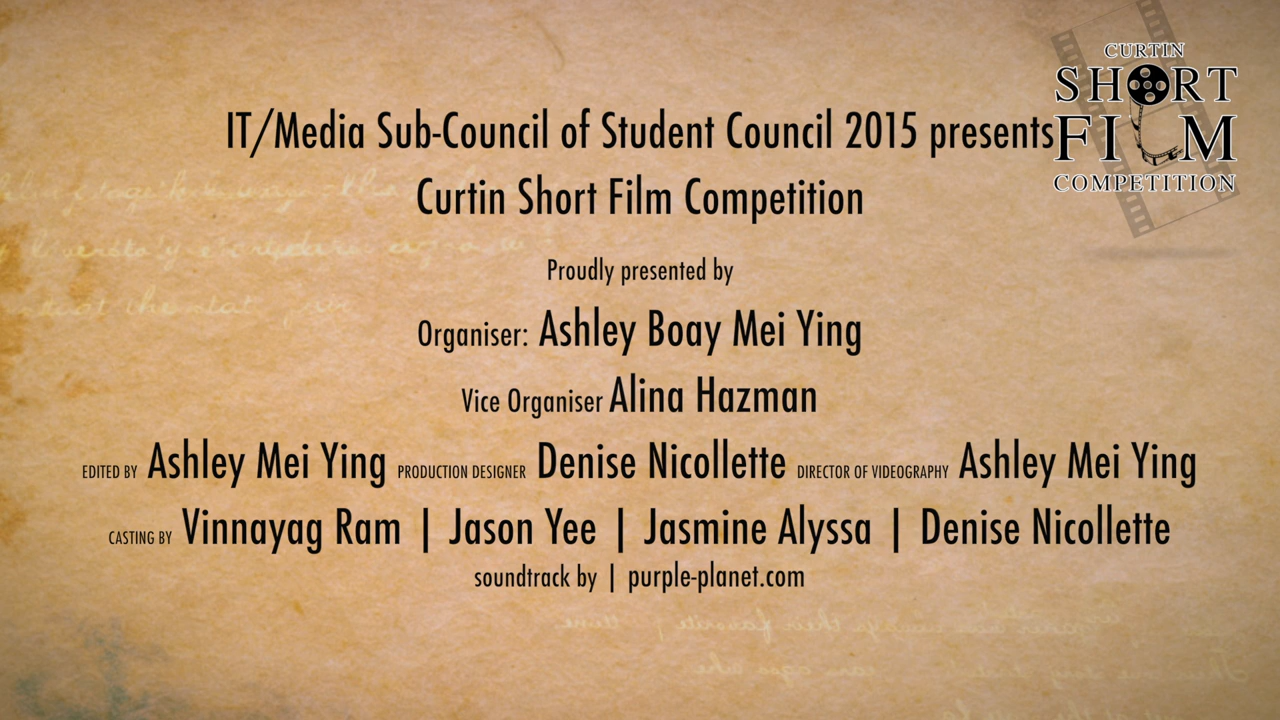 CURTIN
SHORT
FILM
COMPETITION
IT/Media Sub-Council of Student Council 2015 presents
Curtin Short Film Competition
Proudly presented by
Organiser: Ashley Boay Mei Ying
Vice Organiser Alina Hazman
EDITED BY Ashley Mei Ying PRODUCTION DESIGNER Denise Nicollette DIRECTOR OF VIDEOGRAPHY Ashley Mei Ying
CASTING BY Vinnayag Ram | Jason Yee | Jasmine Alyssa | Denise Nicollette
soundtrack by | purple-planet.com